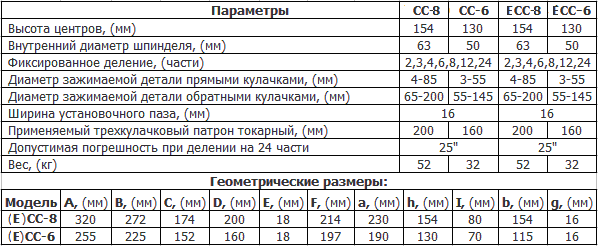 Параметры CC-8 CC-6 ECC-8 ECC-6
Высота центров, (мм) 154 130 154 130
Внутренний диаметр шпинделя, (мм) 63 50 63 50
Фиксированное деление, (части) 2,3,4,6,8,12,24 2,3,4,6,8,12,24
Диаметр зажимаемой детали прямыми кулачками, (мм) 4-85 3-55 4-85 3-55
Диаметр зажимаемой детали обратными кулачками, (мм) 65-200 55-145 65-200 55-145
Ширина установочного паза, (мм) 16 16
Применяемый трехкулачковый патрон токарный, (мм) 200 160 200 160
Допустимая погрешность при делении на 24 части 25" 25"
Вес, (кг) 52 32 52 32
Геометрические размеры:
Модель A, (мм) B, (мм) C, (мм) D, (мм) E, (мм) F, (мм) a, (мм) h, (мм) I, (мм) b, (мм) g, (мм)
(E)CC-8 320 272 174 200 18 214 230 154 80 154 16
(E)CC-6 255 225 152 160 18 197 190 130 70 115 16